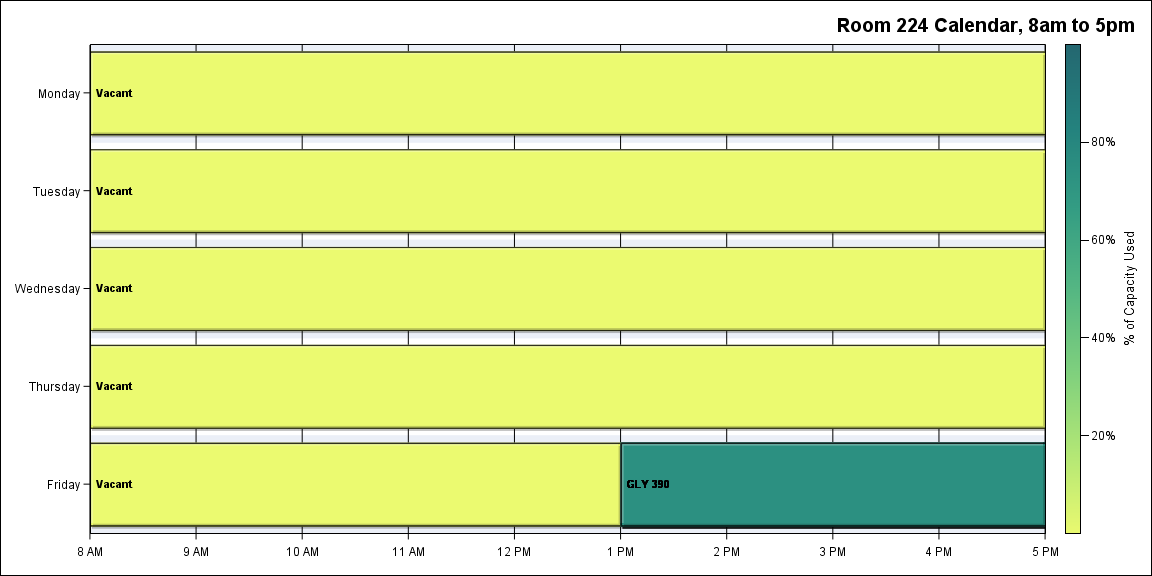 Room 224 Calendar, 8am to 5pm
Monday
Vacant
Tuesday
Vacant
Wednesday
Vacant
Thursday
Vacant
Friday
Vacant
GLY 390
8 AM
9 AM
10 AM
11 AM
12 PM
1 PM
2 PM
3 PM
4 PM
5 PM
80%
60%
40%
20%
% of Capacity Used